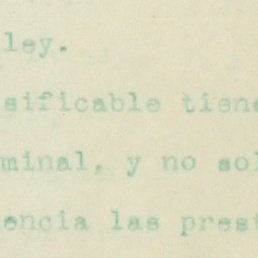 ley.
sificable tiene
minal, y no sol
encia las prest